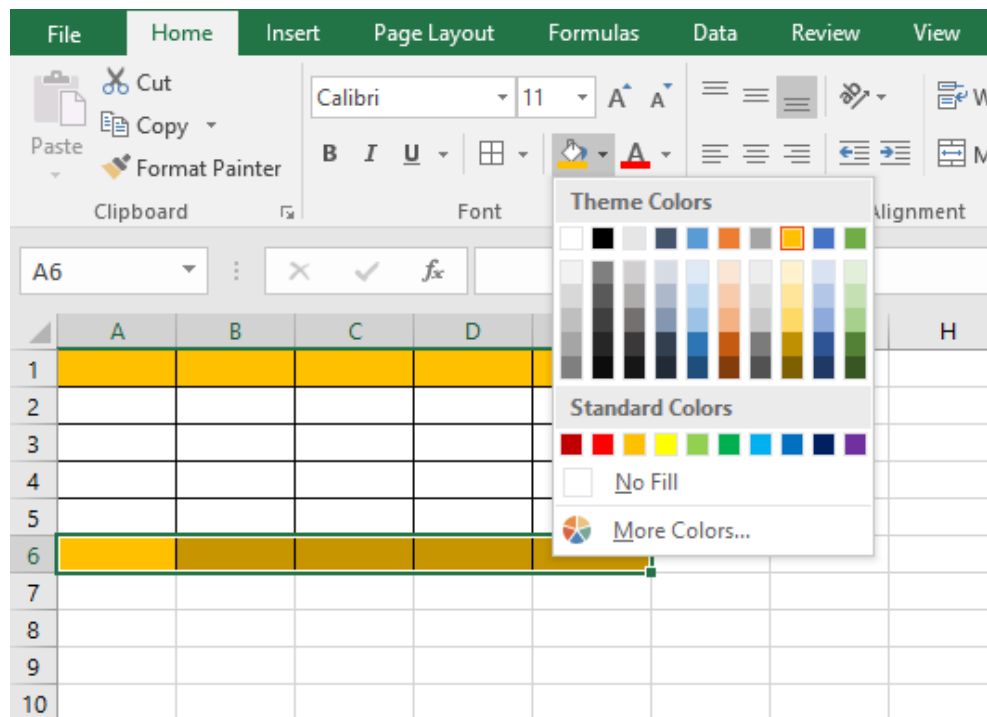 File Home Insert Page Layout Formulas Data Review View
Cut
Calibri 11 A A W
Copy
Paste
B I U A M
Format Painter
Clipboard Font Alignment
Theme Colors
A6 fx
A B C D H
1
2
Standard Colors
3
4
No Fill
5
More Colors...
6
7
8
9
10